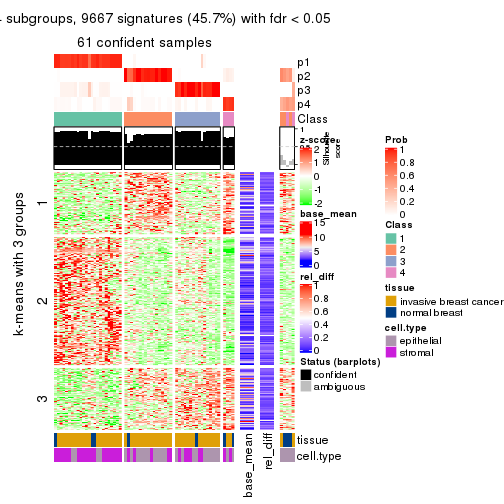 subgroups, 9667 signatures (45.7%) with fdr < 0.05
61 confident samples
p1
p2
p3
p4
Class
1
0
Silhouette
score
k-means with 3 groups
1
2
3
z-score
2
1
0
-1
-2
base_mean
15
10
5
0
rel_diff
1
0.8
0.6
0.4
0.2
0
Status (barplots)
confident
ambiguous
Prob
1
0.8
0.6
0.4
0.2
0
Class
1
2
3
4
tissue
invasive breast cancer
normal breast
cell.type
epithelial
stromal
tissue
cell.type
base_mean
rel_diff